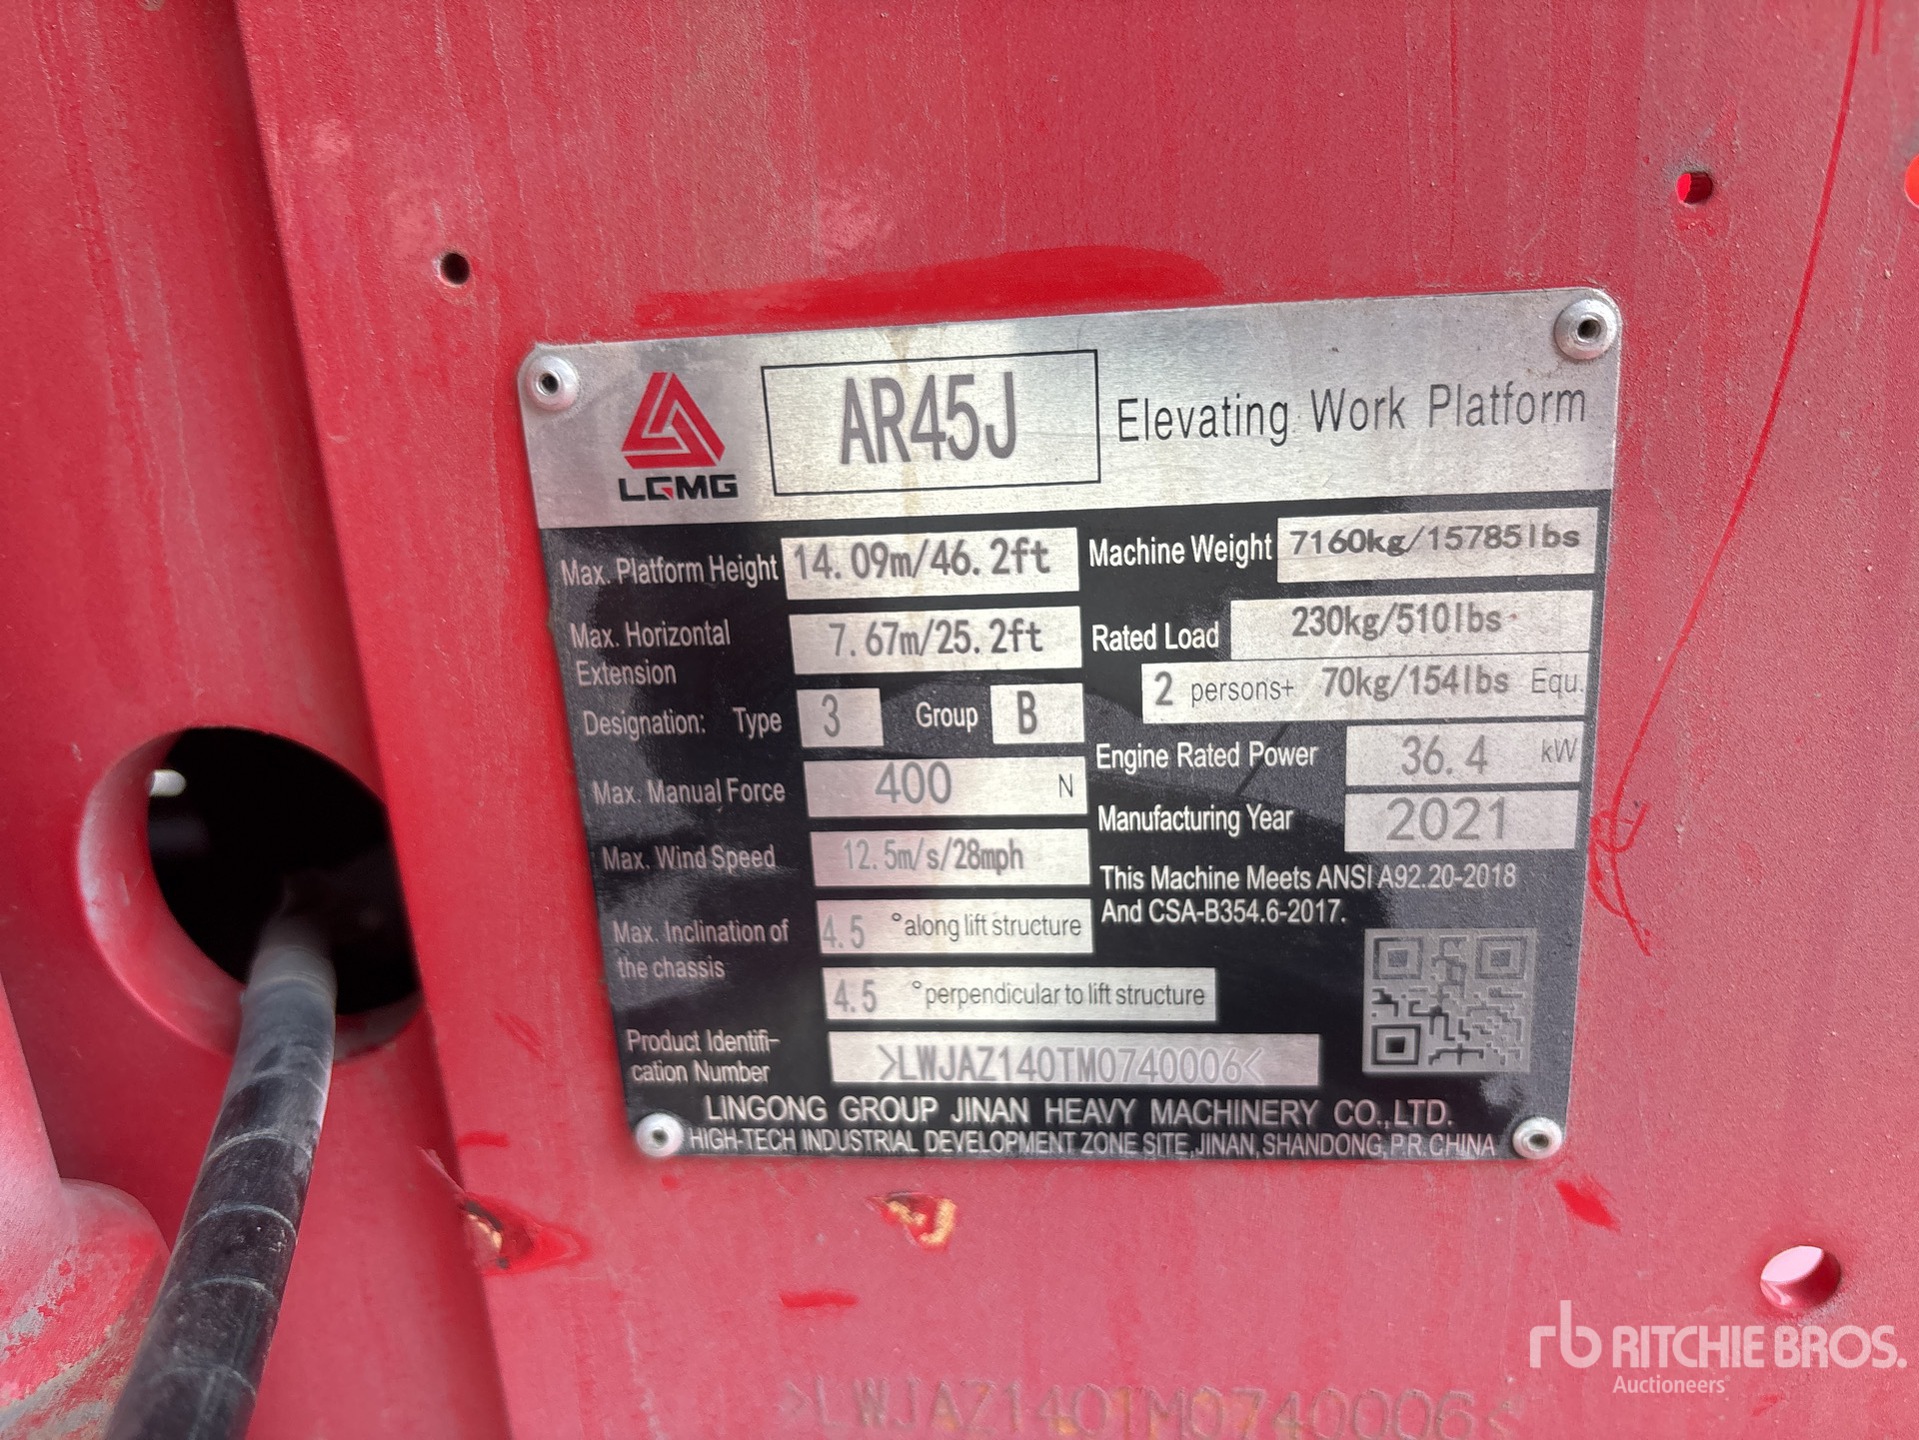 LGMG
AR45J
Elevating Work Platform
Max. Platform Height 14.09m/46.2ft
Max. Horizontal
Extension
7.67m/25.2ft
Designation: Type 3 Group B
Max. Manual Force 400 N
Max. Wind Speed 12.5m/s/28mph
Max. Inclination of
the chassis
4.5 °along lift structure
4.5 °perpendicular to lift structure
Machine Weight 7160kg/15785lbs
Rated Load 230kg/510lbs
2 persons+ 70kg/154lbs Equ.
Engine Rated Power 36.4 kW
Manufacturing Year 2021
This Machine Meets ANSI A92.20-2018
And CSA-B354.6-2017.
Product Identifi-
cation Number
>LWJAZ140TM0740006<
LINGONG GROUP JINAN HEAVY MACHINERY CO.,LTD.
HIGH-TECH INDUSTRIAL DEVELOPMENT ZONE SITE,JINAN,SHANDONG,P.R.CHINA
>LWJAZ140TM0740006<
rb RITCHIE BROS.
Auctioneers